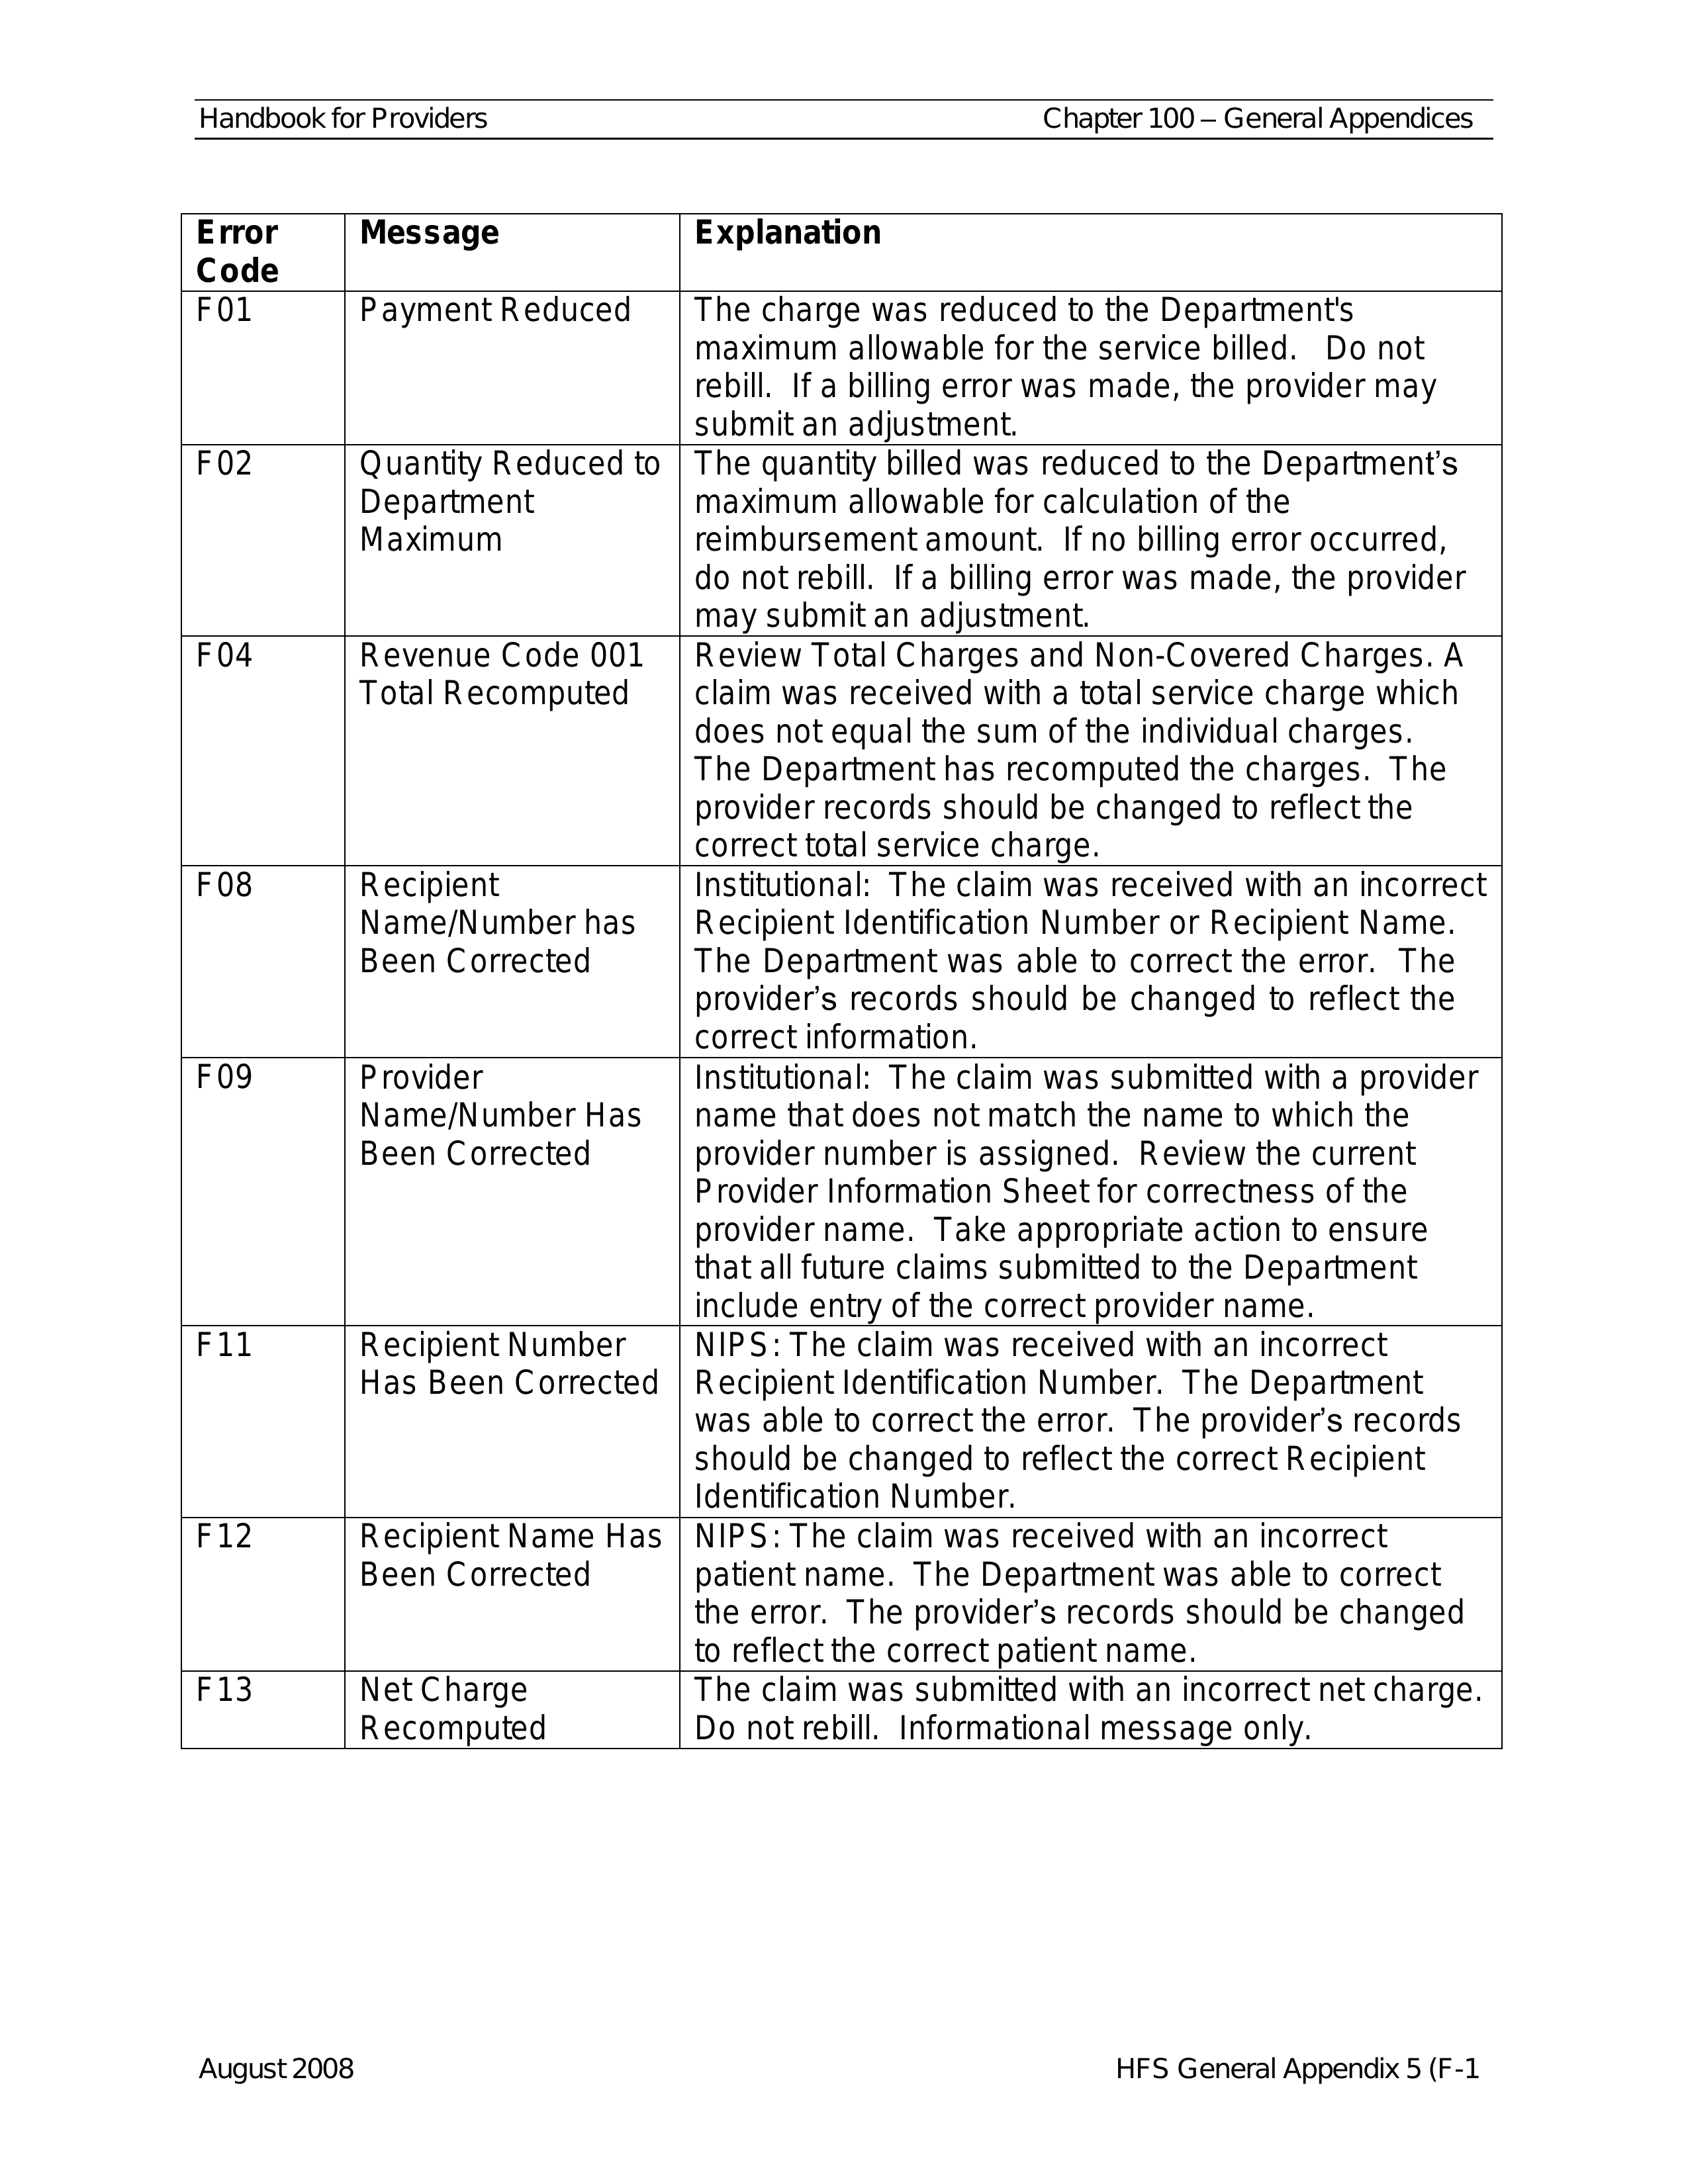 Handbook for Providers Chapter 100 – General Appendices
Error Code Message Explanation
F01 Payment Reduced The charge was reduced to the Department's
maximum allowable for the service billed. Do not
rebill. If a billing error was made, the provider may
submit an adjustment.
F02 Quantity Reduced to Department Maximum The quantity billed was reduced to the Department’s
maximum allowable for calculation of the
reimbursement amount. If no billing error occurred,
do not rebill. If a billing error was made, the provider
may submit an adjustment.
F04 Revenue Code 001 Total Recomputed Review Total Charges and Non-Covered Charges. A
claim was received with a total service charge which
does not equal the sum of the individual charges.
The Department has recomputed the charges. The
provider records should be changed to reflect the
correct total service charge.
F08 Recipient Name/Number has Been Corrected Institutional: The claim was received with an incorrect
Recipient Identification Number or Recipient Name.
The Department was able to correct the error. The
provider’s records should be changed to reflect the
correct information.
F09 Provider Name/Number Has Been Corrected Institutional: The claim was submitted with a provider
name that does not match the name to which the
provider number is assigned. Review the current
Provider Information Sheet for correctness of the
provider name. Take appropriate action to ensure
that all future claims submitted to the Department
include entry of the correct provider name.
F11 Recipient Number Has Been Corrected NIPS: The claim was received with an incorrect
Recipient Identification Number. The Department
was able to correct the error. The provider’s records
should be changed to reflect the correct Recipient
Identification Number.
F12 Recipient Name Has Been Corrected NIPS: The claim was received with an incorrect
patient name. The Department was able to correct
the error. The provider’s records should be changed
to reflect the correct patient name.
F13 Net Charge Recomputed The claim was submitted with an incorrect net charge.
Do not rebill. Informational message only.
August 2008 HFS General Appendix 5 (F-1